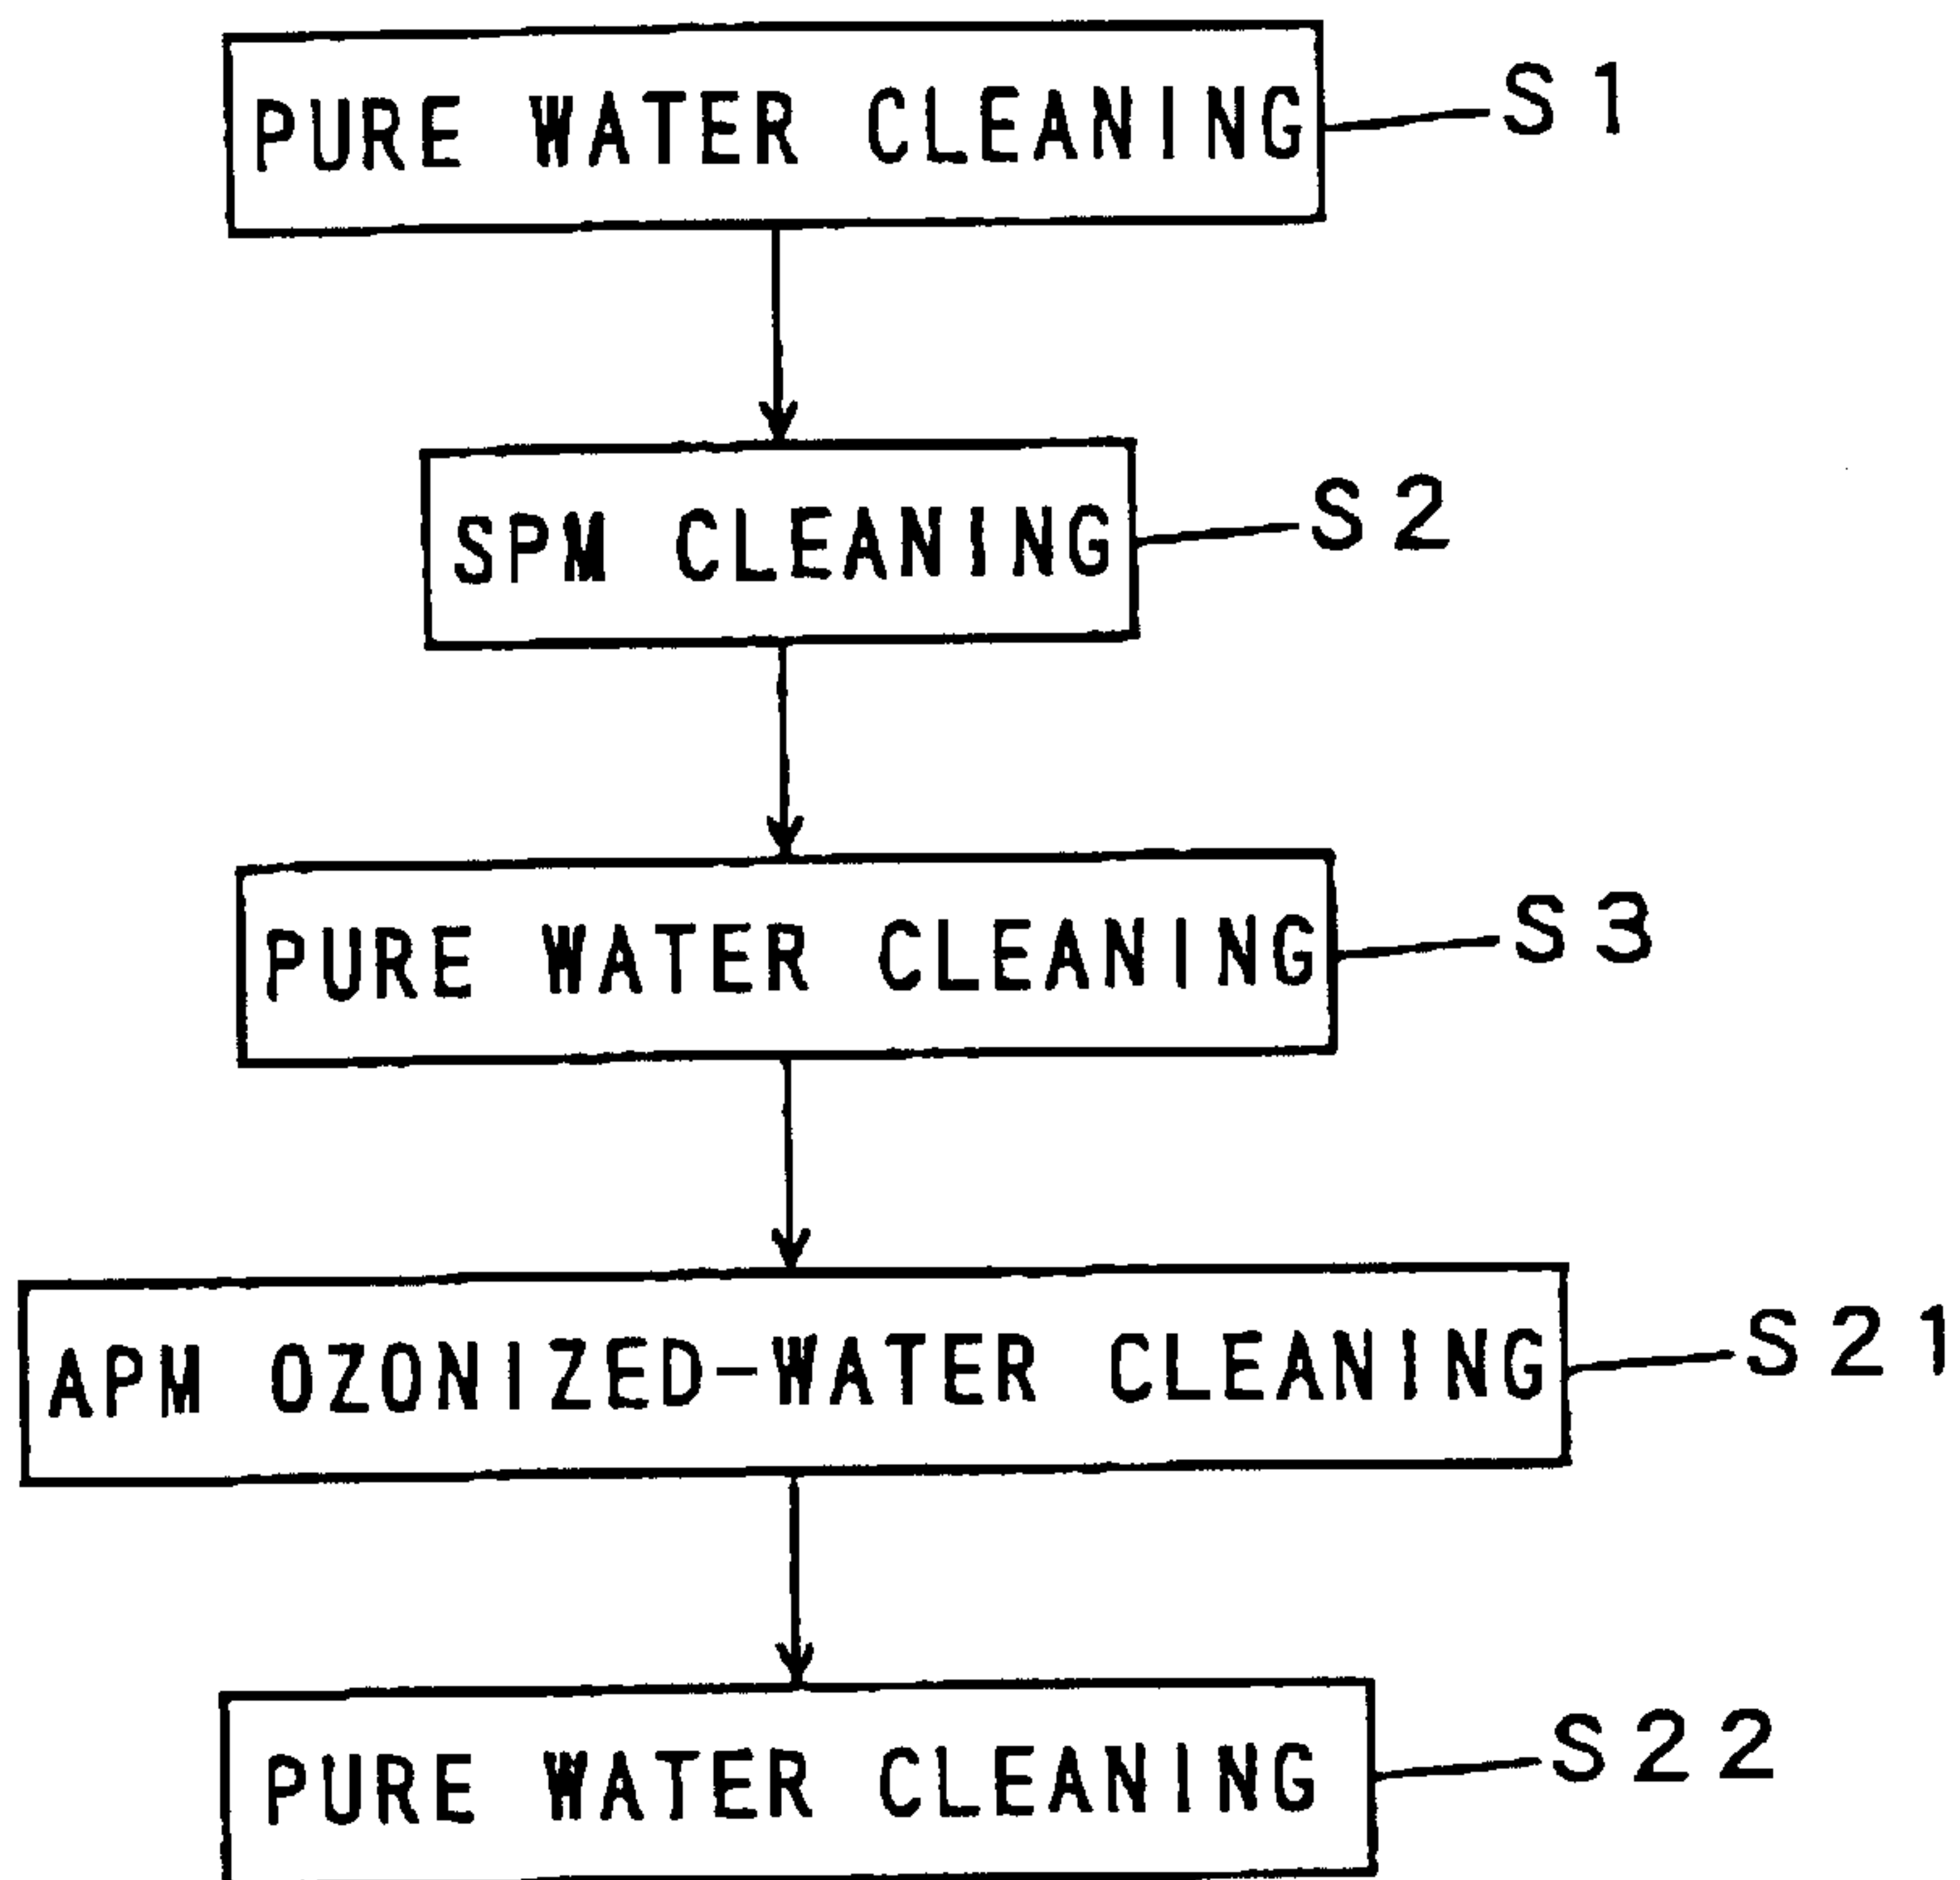 PURE WATER CLEANING S1
SPM CLEANING S2
PURE WATER CLEANING S3
APM OZONIZED-WATER CLEANING S21
PURE WATER CLEANING S22